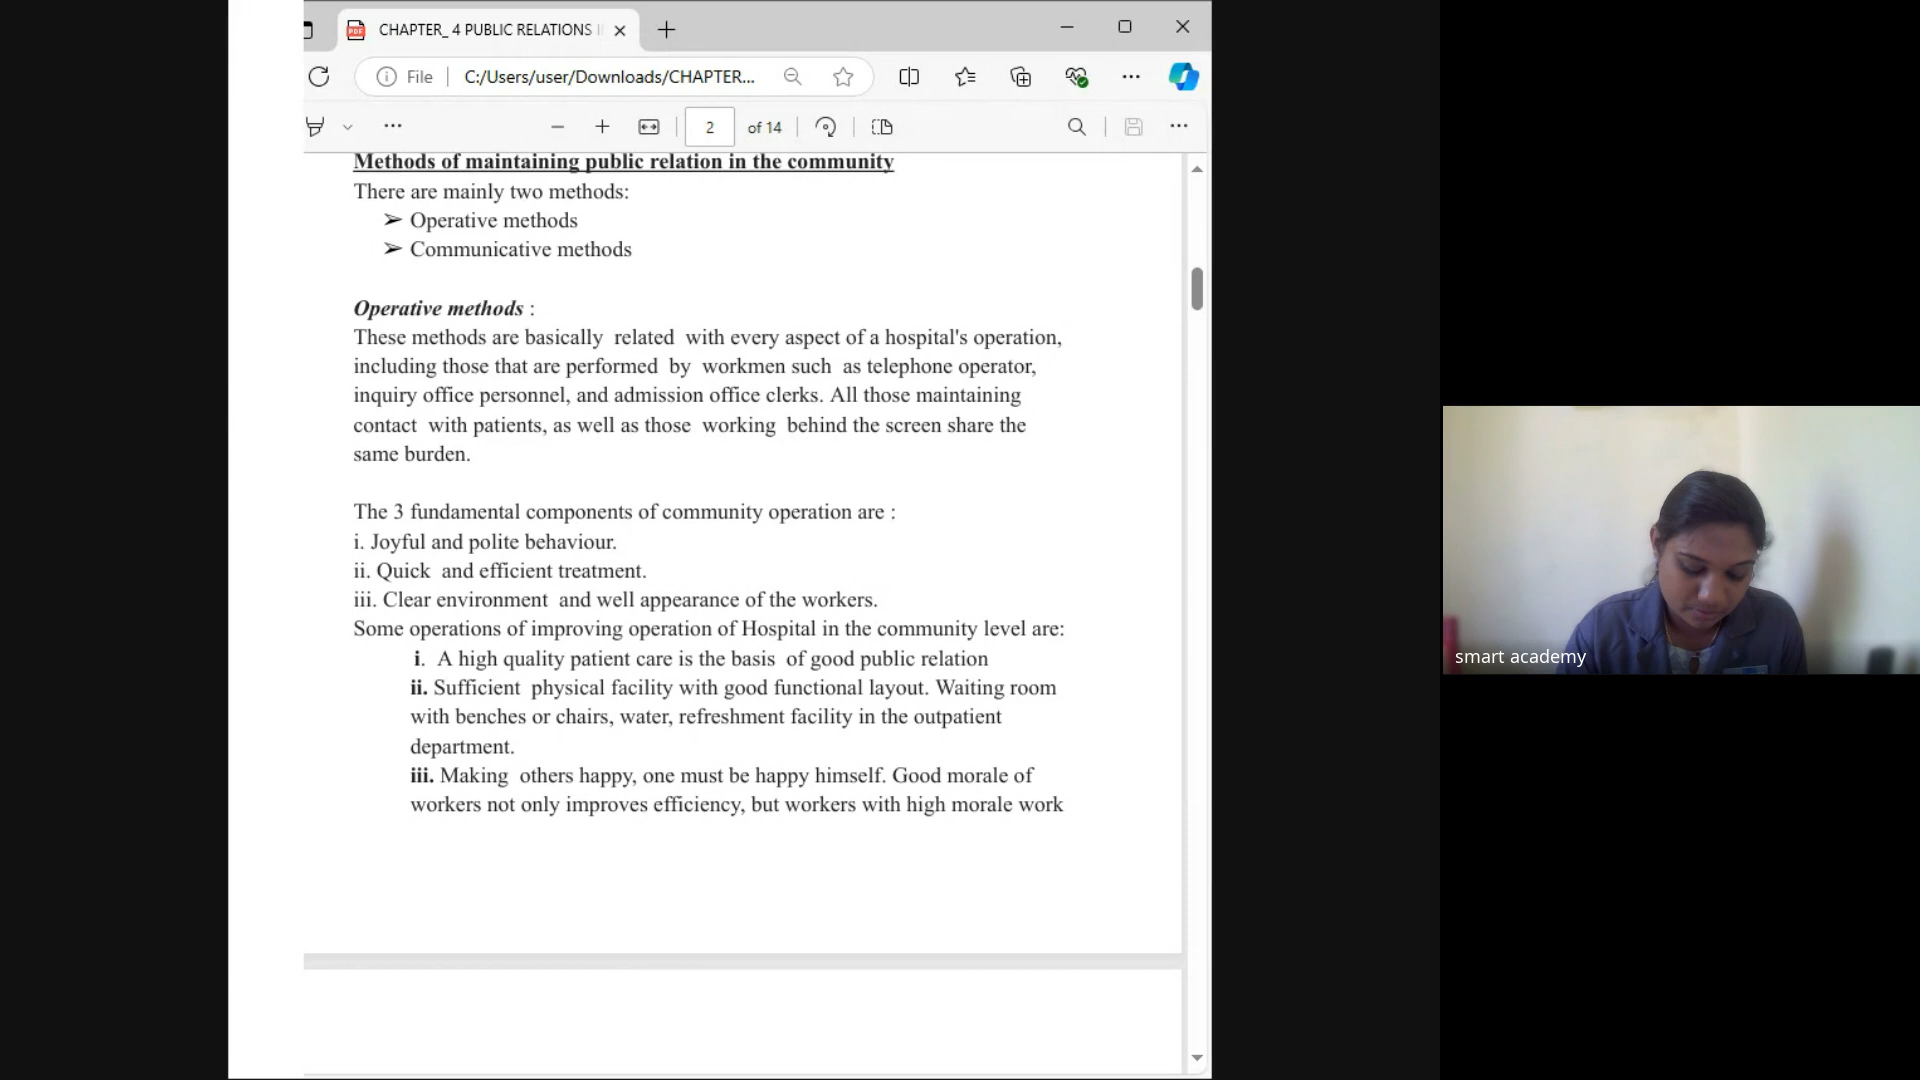 CHAPTER_ 4 PUBLIC RELATIONS I
File
C:/Users/user/Downloads/CHAPTER...
2 of 14
Methods of maintaining public relation in the community
There are mainly two methods:
➢ Operative methods
➢ Communicative methods
Operative methods :
These methods are basically related with every aspect of a hospital's operation,
including those that are performed by workmen such as telephone operator,
inquiry office personnel, and admission office clerks. All those maintaining
contact with patients, as well as those working behind the screen share the
same burden.
The 3 fundamental components of community operation are :
i. Joyful and polite behaviour.
ii. Quick and efficient treatment.
iii. Clear environment and well appearance of the workers.
Some operations of improving operation of Hospital in the community level are:
i. A high quality patient care is the basis of good public relation
ii. Sufficient physical facility with good functional layout. Waiting room
with benches or chairs, water, refreshment facility in the outpatient
department.
iii. Making others happy, one must be happy himself. Good morale of
workers not only improves efficiency, but workers with high morale work
smart academy